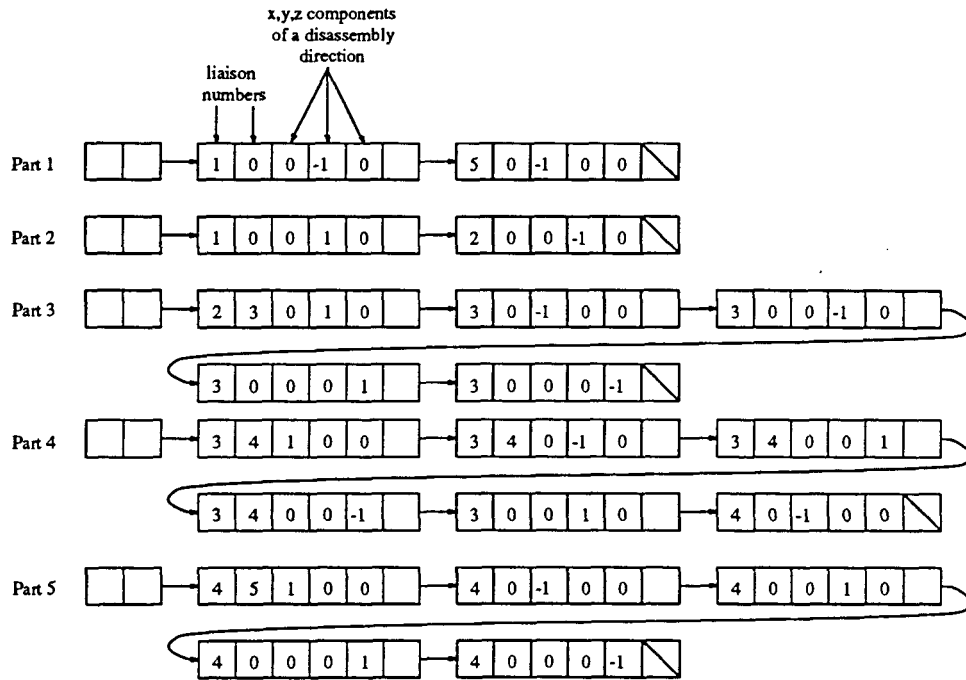 x,y,z components
of a disassembly
direction
liaison
numbers
Part 1 1 0 0 -1 0 5 0 -1 0 0
Part 2 1 0 0 1 0 2 0 0 -1 0
Part 3 2 3 0 1 0 3 0 -1 0 0 3 0 0 -1 0
3 0 0 0 1 3 0 0 0 -1
Part 4 3 4 1 0 0 3 4 0 -1 0 3 4 0 0 1
3 4 0 0 -1 3 0 0 1 0 4 0 -1 0 0
Part 5 4 5 1 0 0 4 0 -1 0 0 4 0 0 1 0
4 0 0 0 1 4 0 0 0 -1